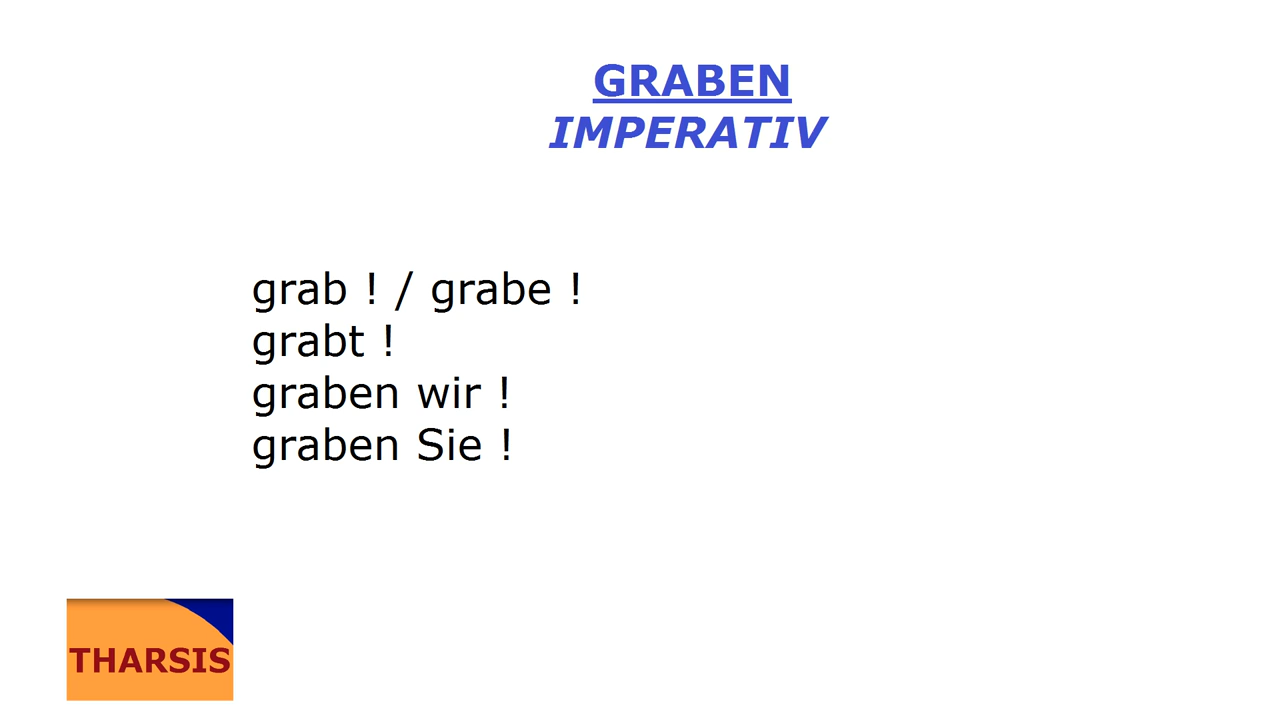 GRABEN
IMPERATIV
grab ! / grabe !
grabt !
graben wir !
graben Sie !
THARSIS